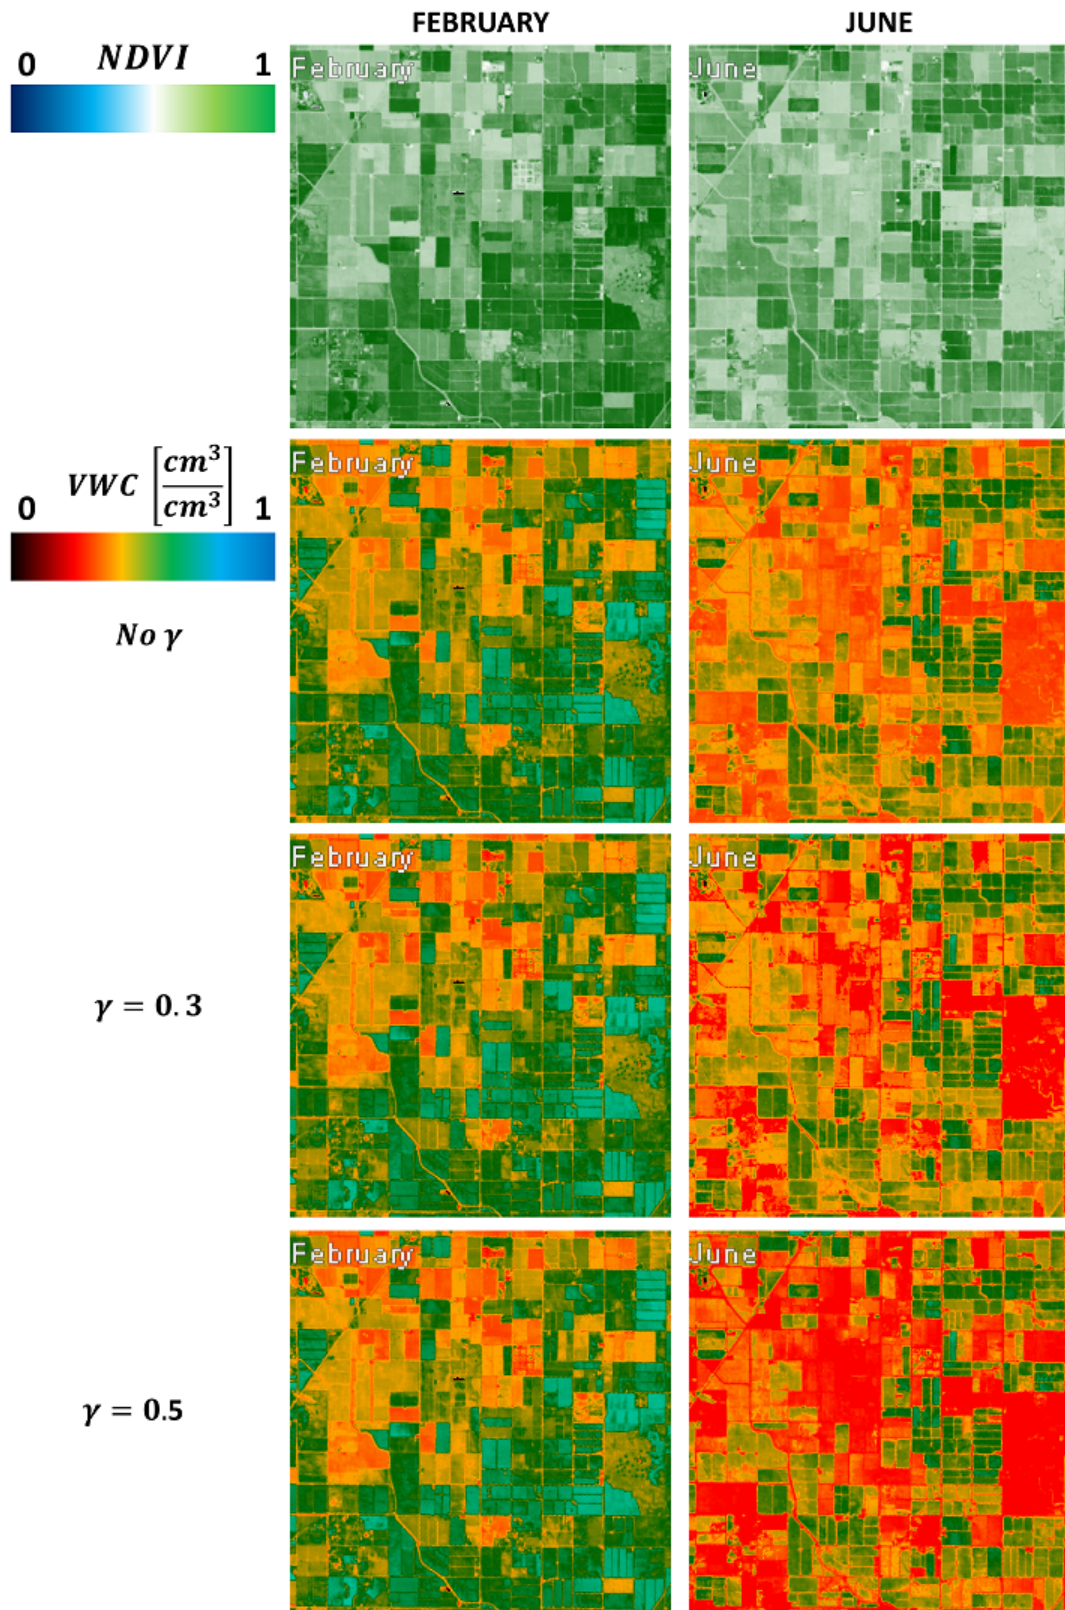 FEBRUARY JUNE
0 NDVI 1
February June
0 VWC [cm³/cm³] 1
February June
No γ
February June
γ = 0.3
February June
γ = 0.5